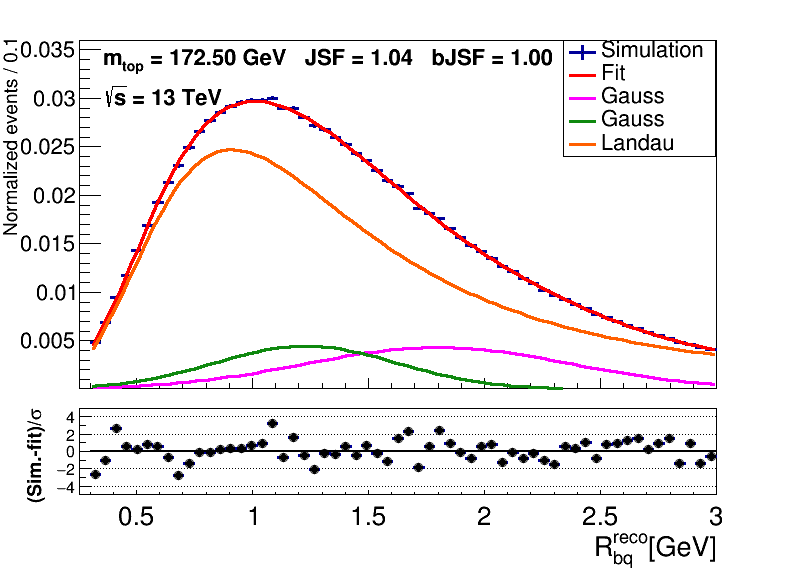 m_top = 172.50 GeV JSF = 1.04 bJSF = 1.00
√s = 13 TeV
Simulation
Fit
Gauss
Gauss
Landau
Normalized events / 0.1
0.035
0.03
0.025
0.02
0.015
0.01
0.005
(Sim.-fit)/σ
4
2
0
−2
−4
0.5 1 1.5 2 2.5 3
R_bq^reco[GeV]